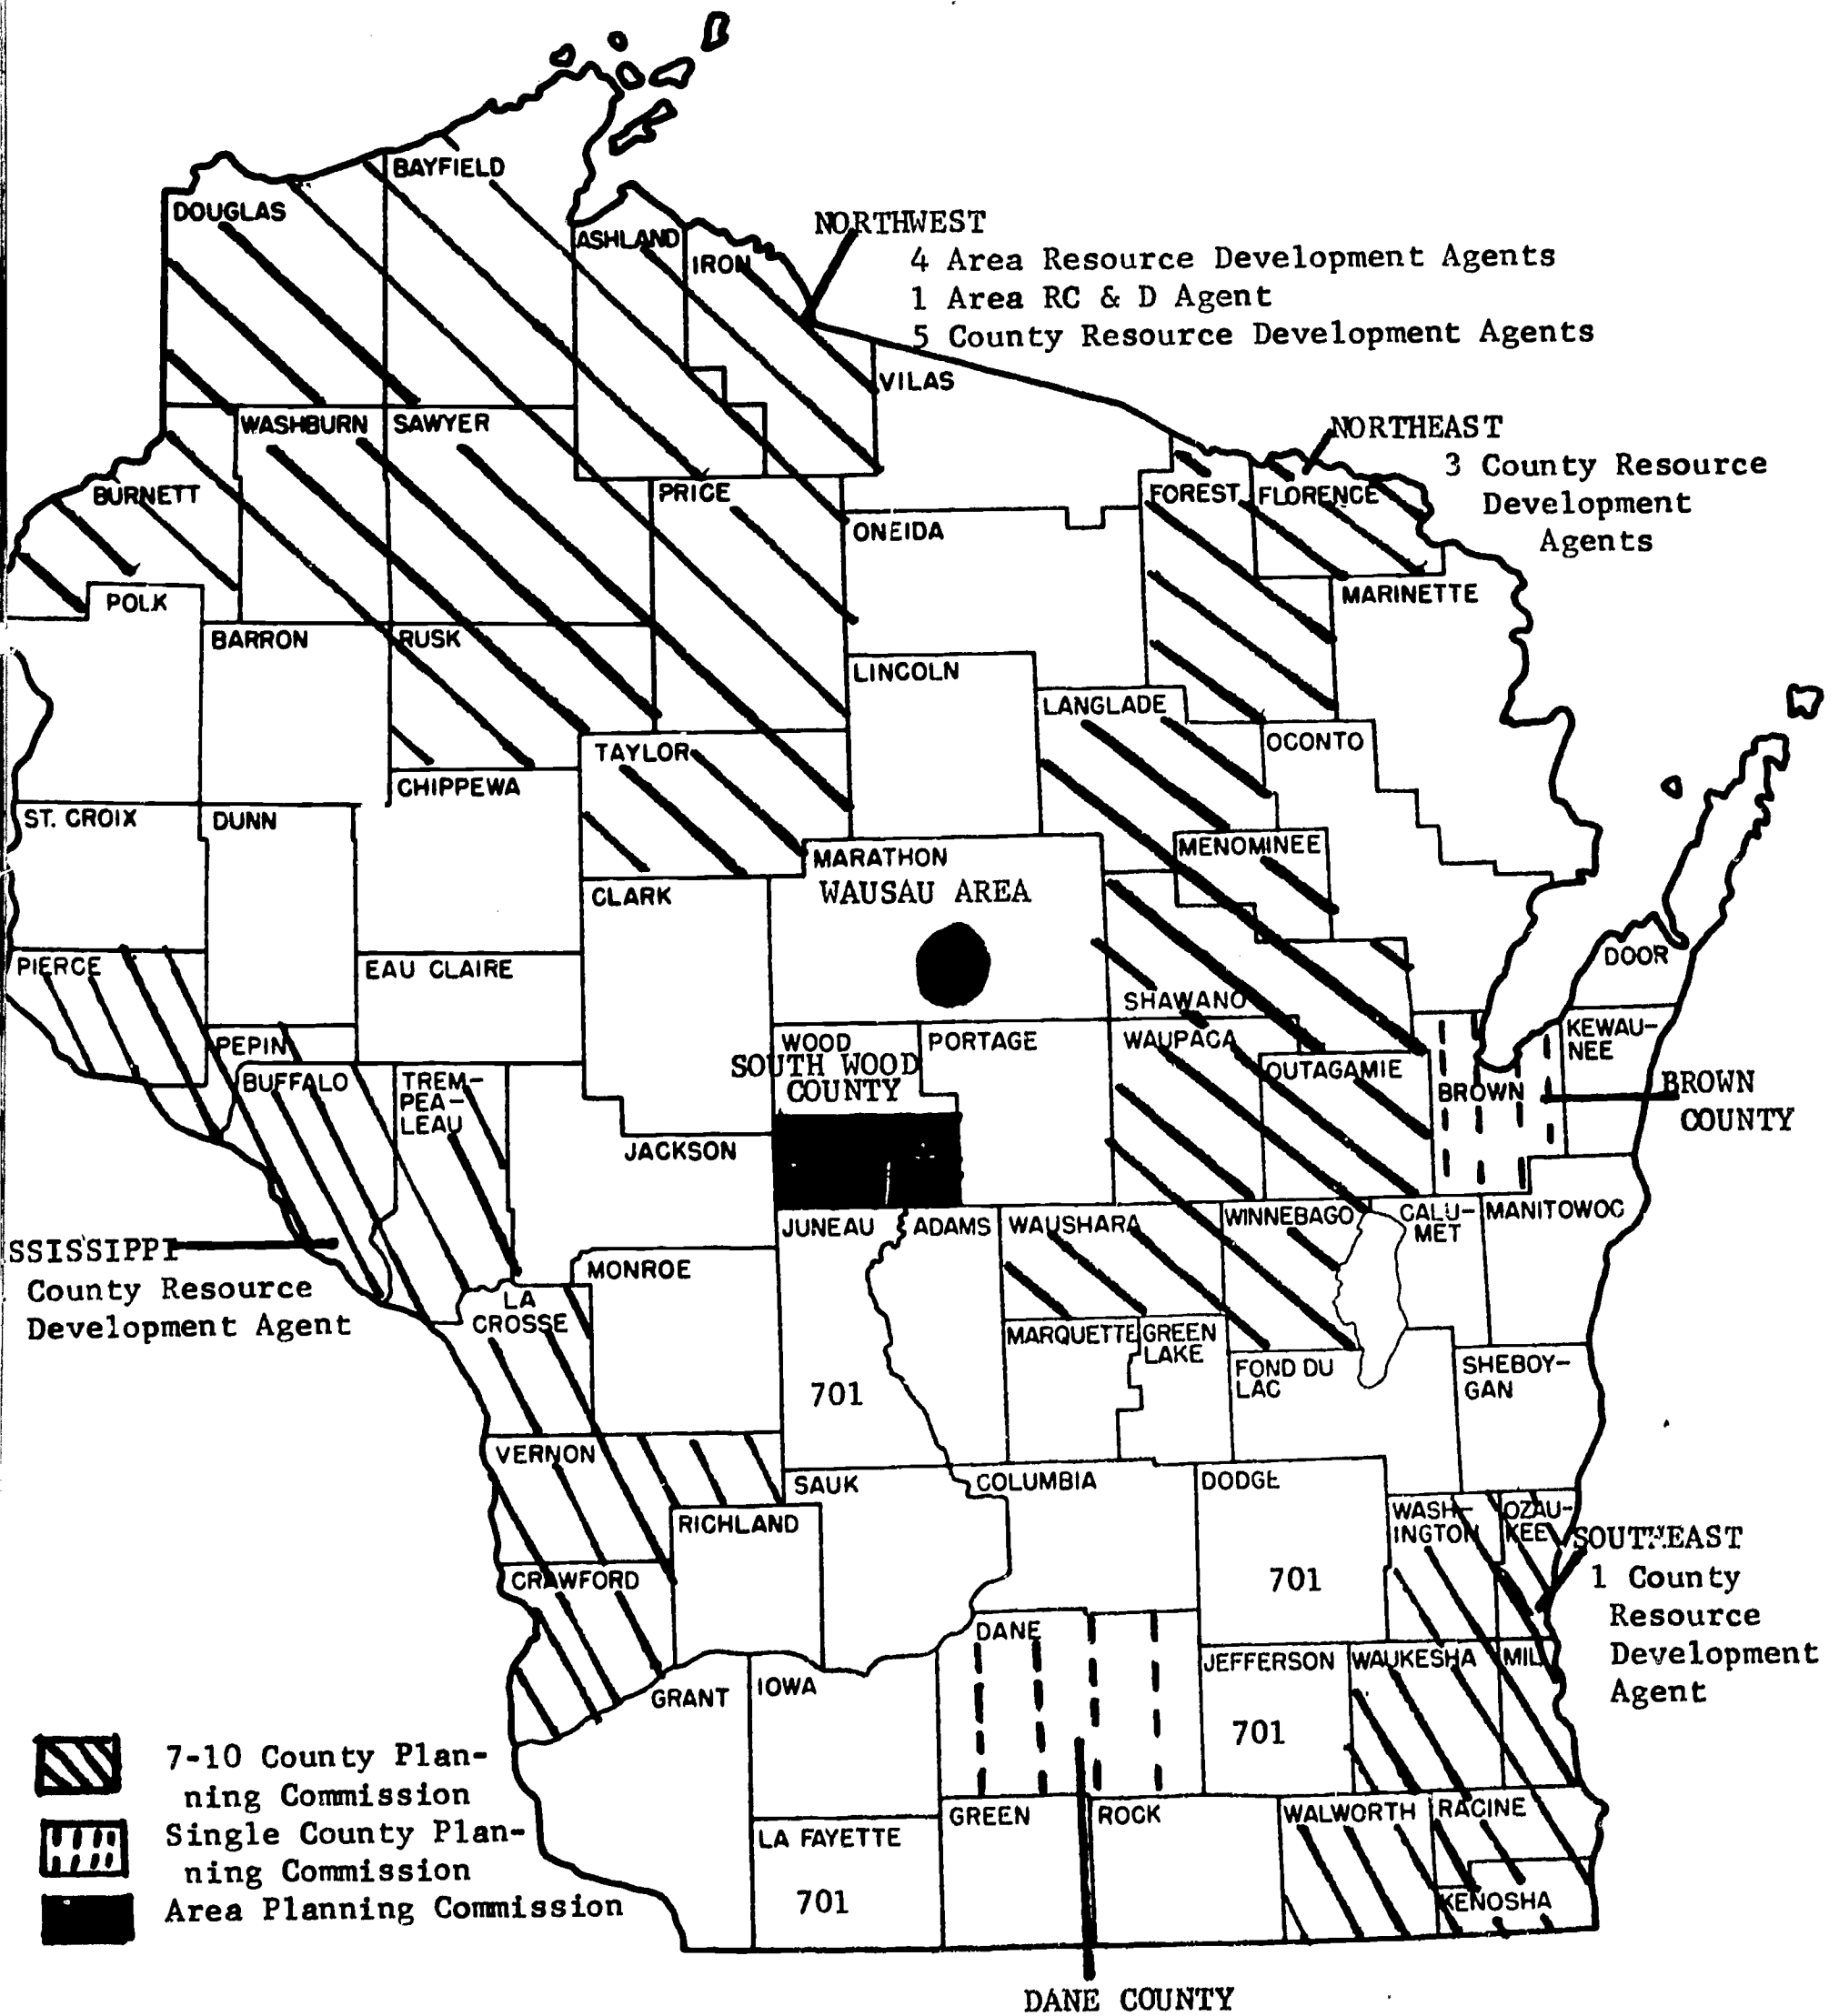 BAYFIELD
DOUGLAS
ASHLAND
IRON
NORTHWEST
4 Area Resource Development Agents
1 Area RC & D Agent
5 County Resource Development Agents
VILAS
WASHBURN
SAWYER
NORTHEAST
3 County Resource
Development
Agents
BURNETT
PRICE
FOREST
FLORENCE
ONEIDA
POLK
MARINETTE
BARRON
RUSK
LINCOLN
LANGLADE
OCONTO
TAYLOR
CHIPPEWA
ST. CROIX
DUNN
MENOMINEE
MARATHON
WAUSAU AREA
CLARK
DOOR
PIERCE
EAU CLAIRE
SHAWANO
PEPIN
WOOD
SOUTH WOOD
COUNTY
PORTAGE
WAUPACA
OUTAGAMIE
BROWN
KEWAU-
NEE
BROWN
COUNTY
BUFFALO
TREM-
PEA-
LEAU
JACKSON
JUNEAU
ADAMS
WAUSHARA
WINNEBAGO
CALU-
MET
MANITOWOC
SSISSIPPI
County Resource
Development Agent
MONROE
LA
CROSSE
MARQUETTE
GREEN
LAKE
FOND DU
LAC
SHEBOY-
GAN
701
VERNON
SAUK
COLUMBIA
DODGE
RICHLAND
WASH-
INGTON
OZAU-
KEE
SOUTHEAST
1 County
Resource
Development
Agent
701
CRAWFORD
DANE
JEFFERSON
WAUKESHA
MIL
GRANT
IOWA
701
7-10 County Plan-
ning Commission
Single County Plan-
ning Commission
Area Planning Commission
GREEN
ROCK
WALWORTH
RACINE
LA FAYETTE
701
KENOSHA
DANE COUNTY